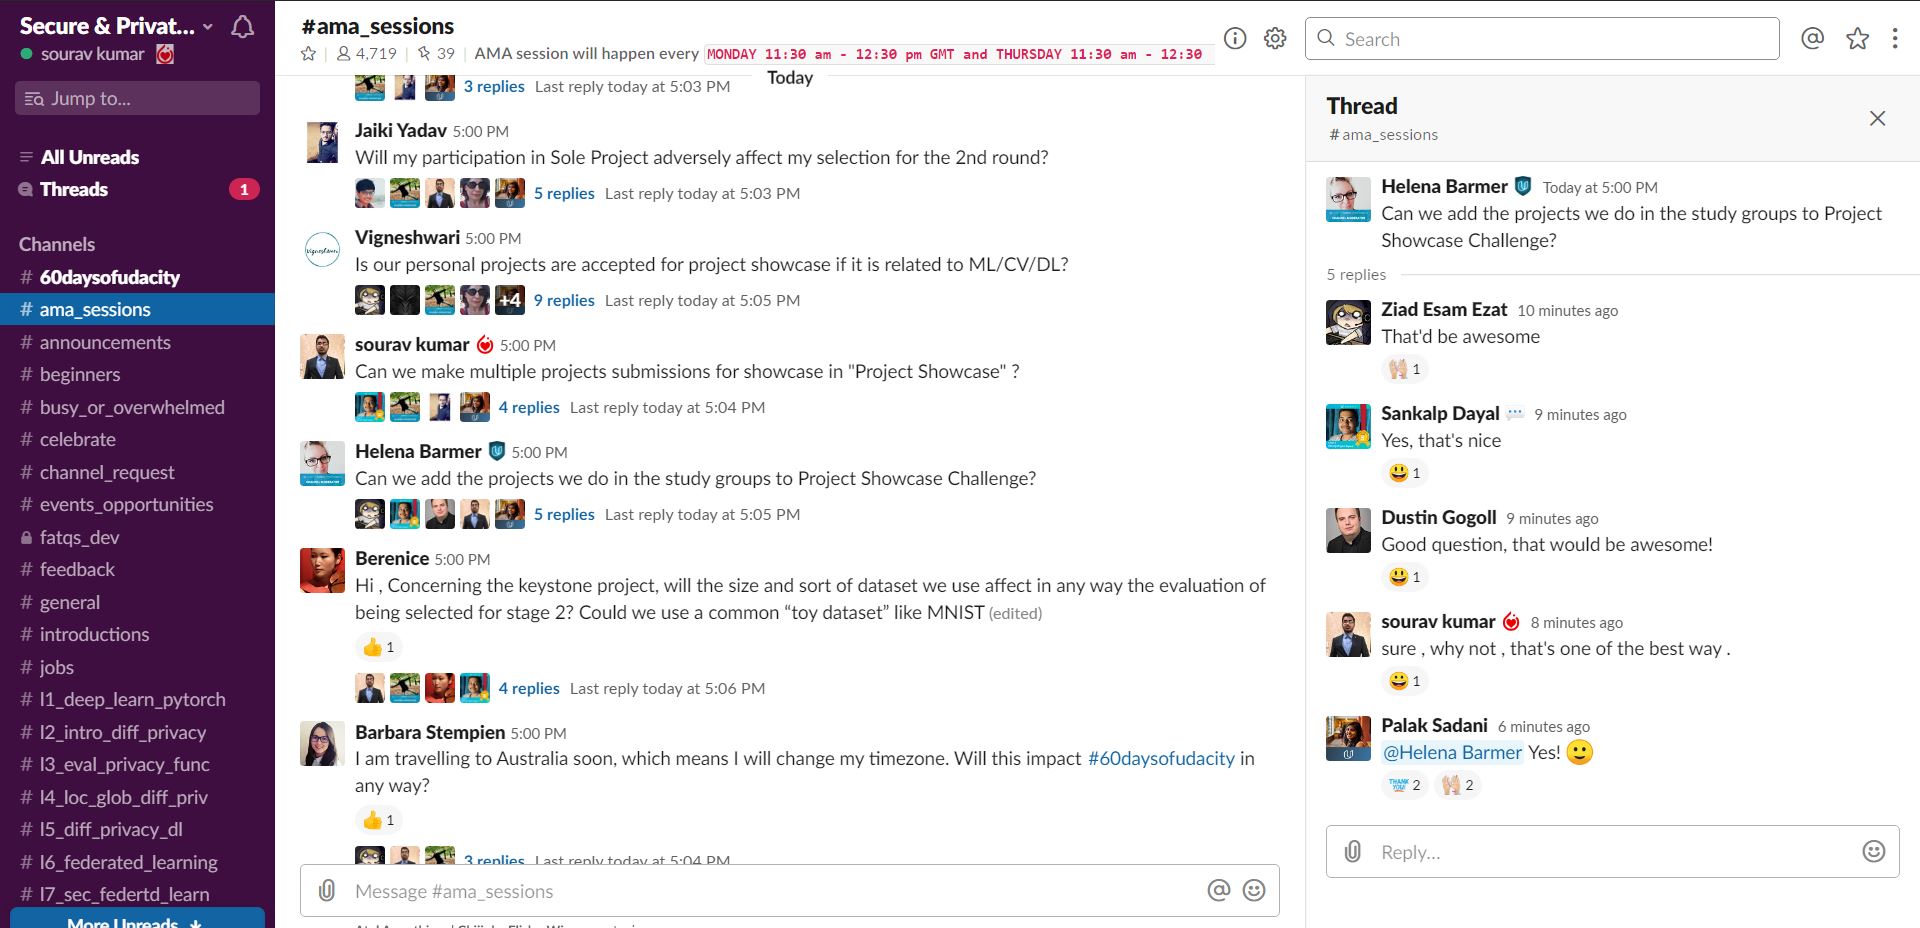 Secure & Privat...
sourav kumar
Jump to...
All Unreads
Threads 1
Channels
# 60daysofudacity
# ama_sessions
# announcements
# beginners
# busy_or_overwhelmed
# celebrate
# channel_request
# events_opportunities
fatqs_dev
# feedback
# general
# introductions
# jobs
# l1_deep_learn_pytorch
# l2_intro_diff_privacy
# l3_eval_privacy_func
# l4_loc_glob_diff_priv
# l5_diff_privacy_dl
# l6_federated_learning
# l7_sec_federtd_learn
More Unreads
#ama_sessions
4,719 | 39 | AMA session will happen every MONDAY 11:30 am - 12:30 pm GMT and THURSDAY 11:30 am - 12:30
Search
Today
3 replies Last reply today at 5:03 PM
Jaiki Yadav 5:00 PM
Will my participation in Sole Project adversely affect my selection for the 2nd round?
5 replies Last reply today at 5:03 PM
Vigneshwari 5:00 PM
Is our personal projects are accepted for project showcase if it is related to ML/CV/DL?
+4 9 replies Last reply today at 5:05 PM
sourav kumar 5:00 PM
Can we make multiple projects submissions for showcase in "Project Showcase" ?
4 replies Last reply today at 5:04 PM
Helena Barmer 5:00 PM
Can we add the projects we do in the study groups to Project Showcase Challenge?
5 replies Last reply today at 5:05 PM
Berenice 5:00 PM
Hi , Concerning the keystone project, will the size and sort of dataset we use affect in any way the evaluation of
being selected for stage 2? Could we use a common “toy dataset” like MNIST (edited)
1
4 replies Last reply today at 5:06 PM
Barbara Stempien 5:00 PM
I am travelling to Australia soon, which means I will change my timezone. Will this impact #60daysofudacity in
any way?
1
3 replies Last reply today at 5:04 PM
Message #ama_sessions
Thread
# ama_sessions
Helena Barmer Today at 5:00 PM
Can we add the projects we do in the study groups to Project
Showcase Challenge?
5 replies
Ziad Esam Ezat 10 minutes ago
That'd be awesome
1
Sankalp Dayal 9 minutes ago
Yes, that's nice
1
Dustin Gogoll 9 minutes ago
Good question, that would be awesome!
1
sourav kumar 8 minutes ago
sure , why not , that's one of the best way .
1
Palak Sadani 6 minutes ago
@Helena Barmer Yes!
THANK YOU! 2 2
Reply...